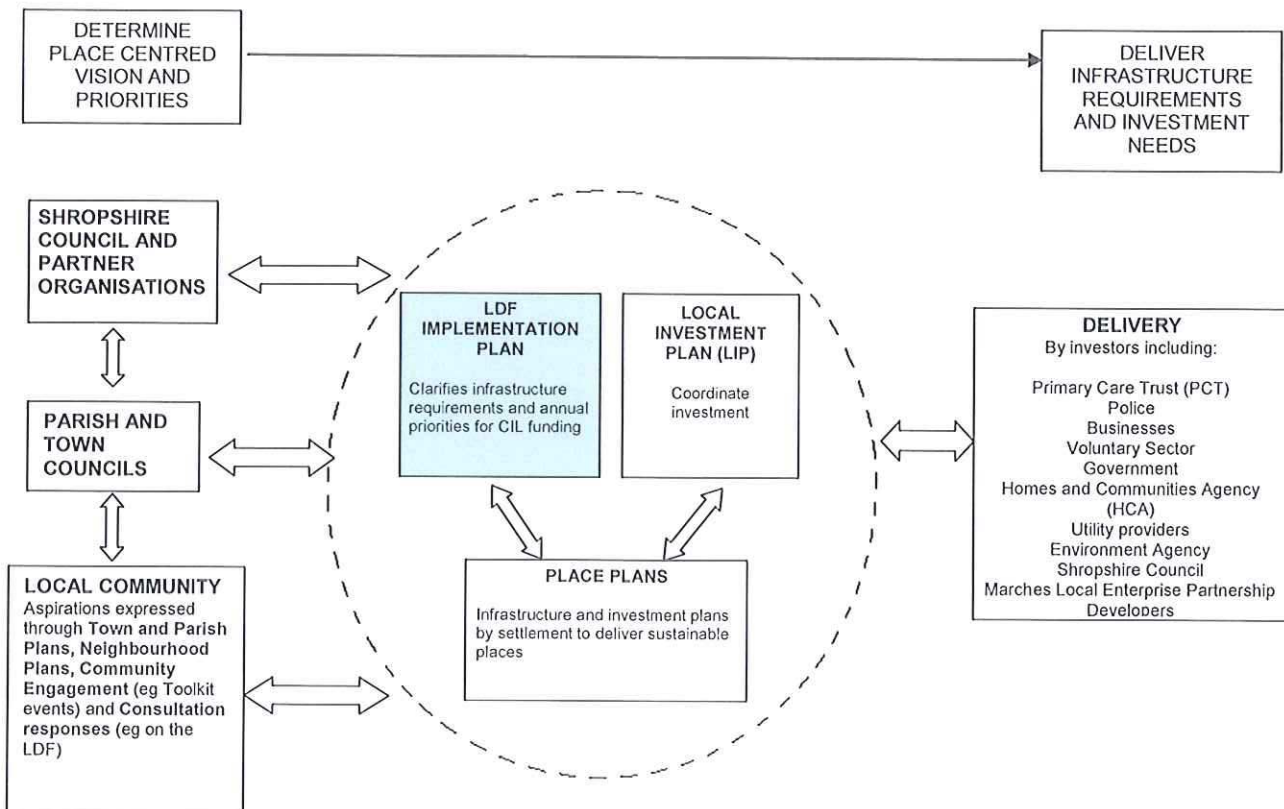 DETERMINE
PLACE CENTRED
VISION AND
PRIORITIES
DELIVER
INFRASTRUCTURE
REQUIREMENTS
AND INVESTMENT
NEEDS
SHROPSHIRE
COUNCIL AND
PARTNER
ORGANISATIONS
PARISH AND
TOWN
COUNCILS
LOCAL COMMUNITY
Aspirations expressed
through Town and Parish
Plans, Neighbourhood
Plans, Community
Engagement (eg Toolkit
events) and Consultation
responses (eg on the
LDF)
LDF
IMPLEMENTATION
PLAN
Clarifies infrastructure
requirements and annual
priorities for CIL funding
LOCAL
INVESTMENT
PLAN (LIP)
Coordinate
investment
PLACE PLANS
Infrastructure and investment plans
by settlement to deliver sustainable
places
DELIVERY
By investors including:
Primary Care Trust (PCT)
Police
Businesses
Voluntary Sector
Government
Homes and Communities Agency
(HCA)
Utility providers
Environment Agency
Shropshire Council
Marches Local Enterprise Partnership
Developers